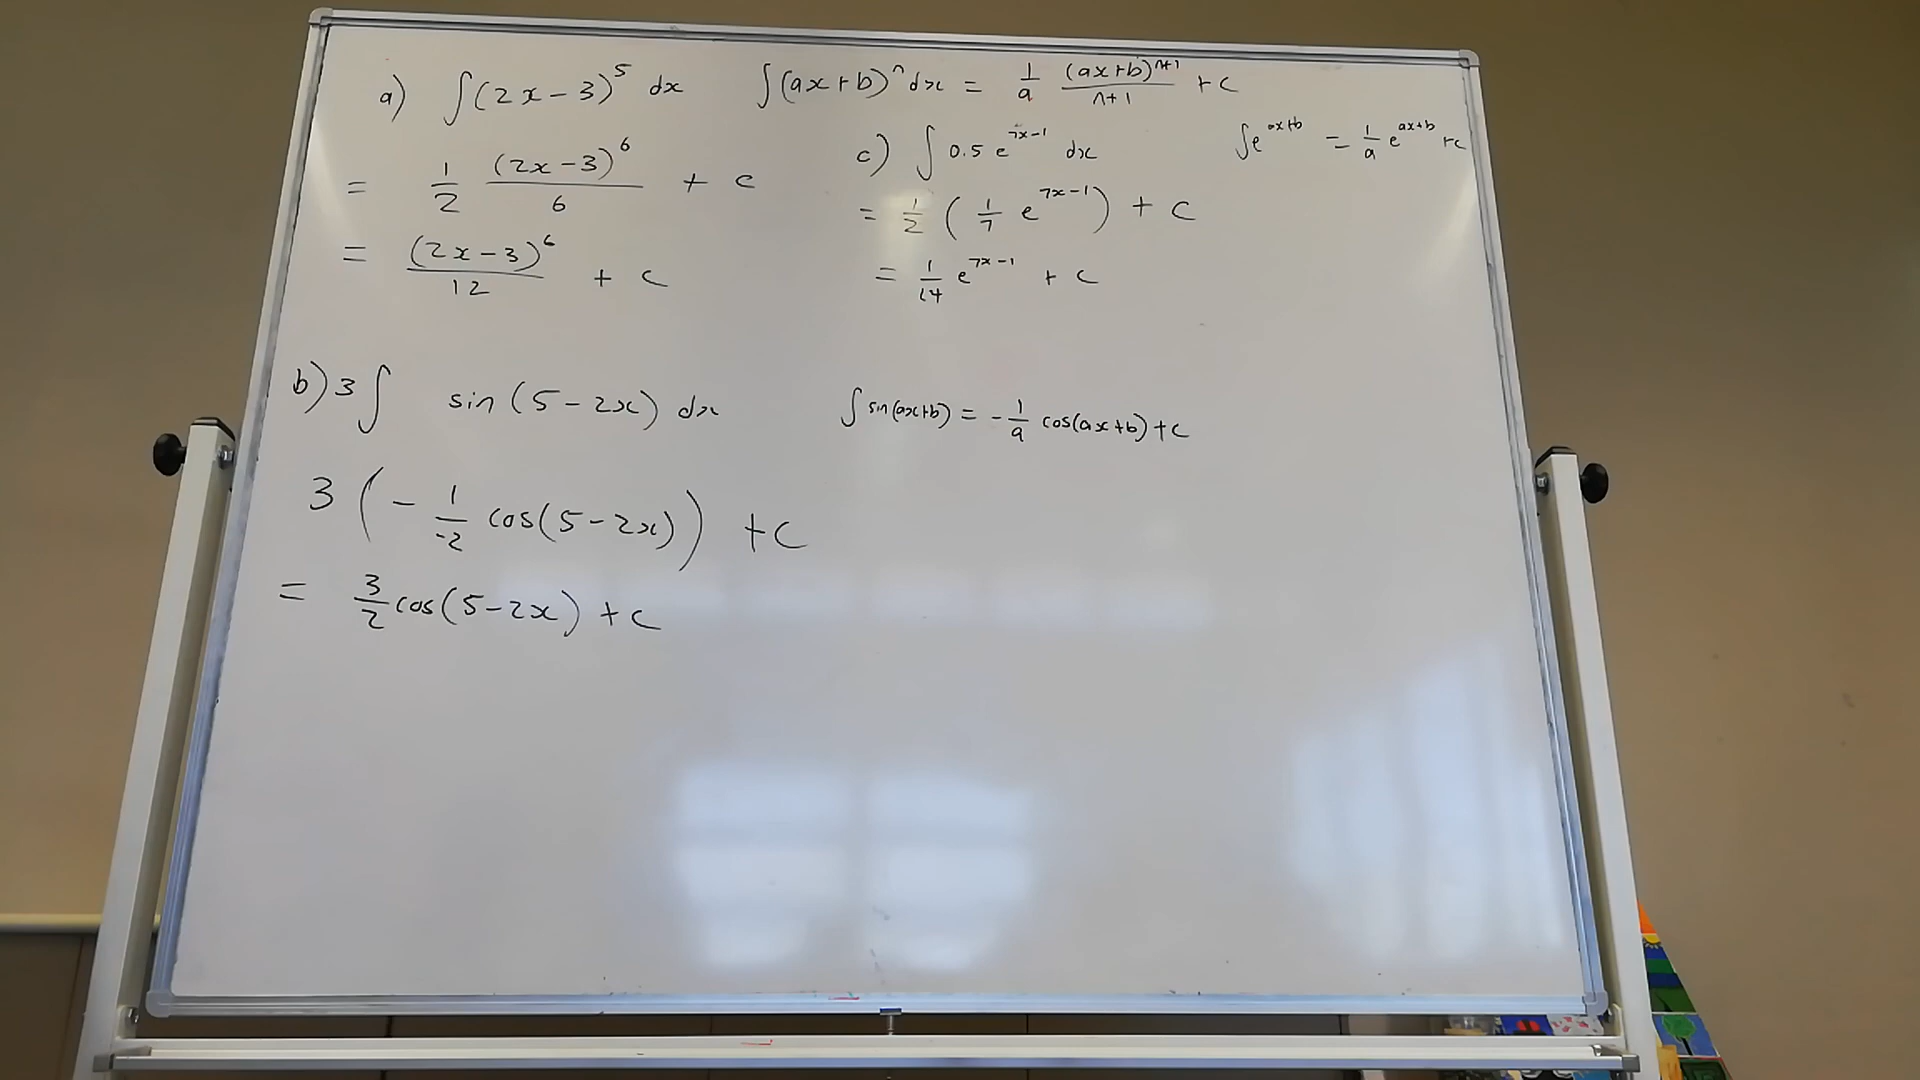 a) ∫(2x-3)^5 dx
∫(ax+b)^n dx = 1/a (ax+b)^(n+1)/(n+1) +c
= 1/2 (2x-3)^6/6 + c
= (2x-3)^6/12 + c
c) ∫ 0.5 e^(7x-1) dx
∫e^(ax+b) = 1/a e^(ax+b) +c
= 1/2 ( 1/7 e^(7x-1) ) + c
= 1/14 e^(7x-1) + c
b) 3∫ sin(5-2x) dx
∫sin(ax+b) = -1/a cos(ax+b)+c
3 ( - 1/-2 cos(5-2x) ) +c
= 3/2 cos(5-2x) +c